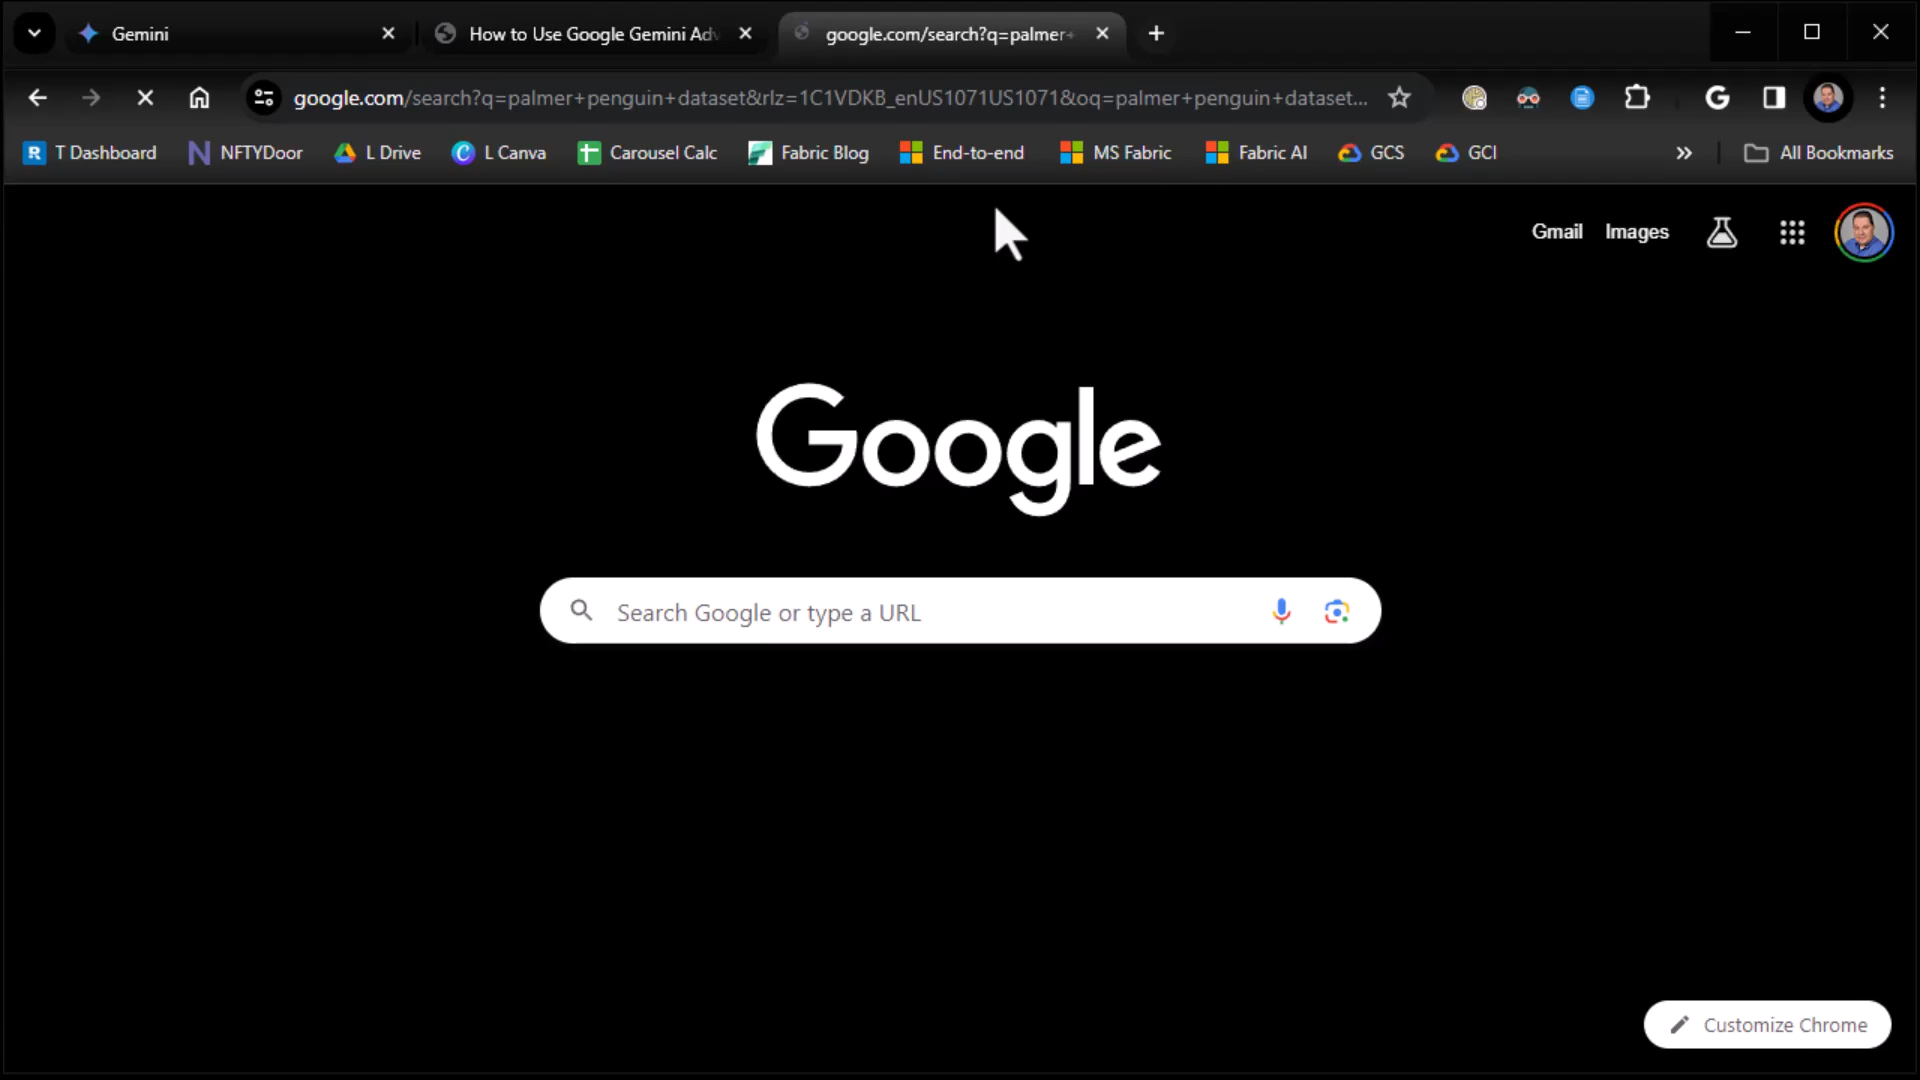 Gemini
How to Use Google Gemini Adv
google.com/search?q=palmer+
google.com/search?q=palmer+penguin+dataset&rlz=1C1VDKB_enUS1071US1071&oq=palmer+penguin+dataset...
T Dashboard
NFTYDoor
L Drive
L Canva
Carousel Calc
Fabric Blog
End-to-end
MS Fabric
Fabric AI
GCS
GCI
All Bookmarks
Gmail
Images
Google
Search Google or type a URL
Customize Chrome